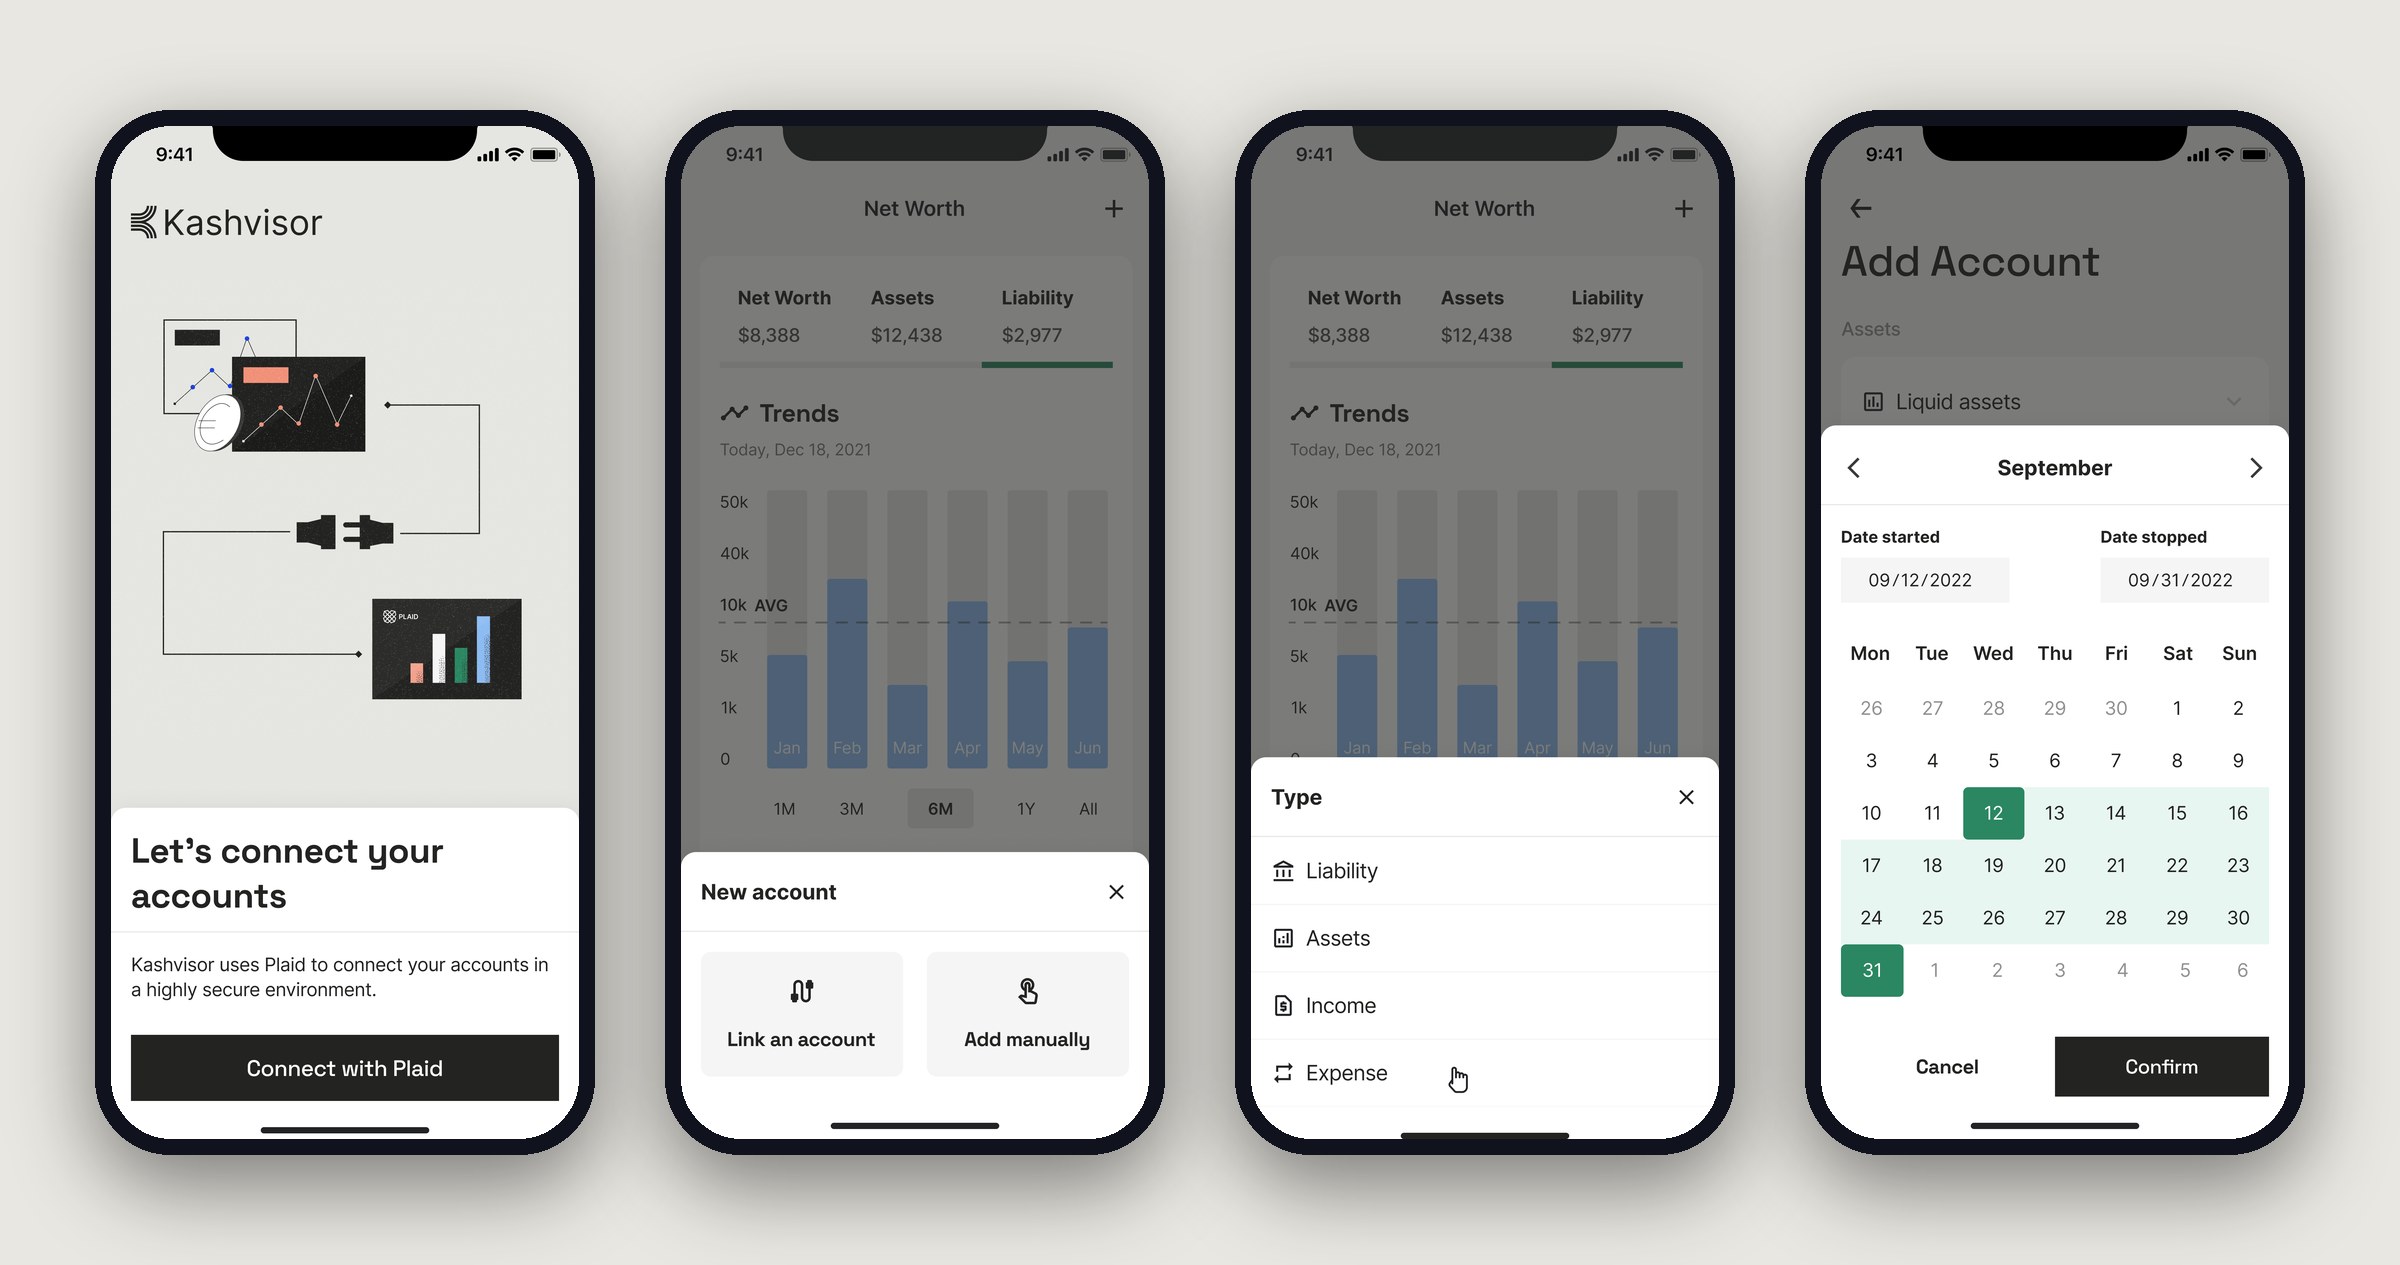 9:41
Kashvisor
PLAID
Let's connect your
accounts
Kashvisor uses Plaid to connect your accounts in
a highly secure environment.
Connect with Plaid
9:41
Net Worth
Net Worth Assets Liability
$8,388 $12,438 $2,977
Trends
Today, Dec 18, 2021
50k
40k
10k AVG
5k
1k
0
Jan Feb Mar Apr May Jun
1M 3M 6M 1Y All
New account
Link an account Add manually
9:41
Net Worth
Net Worth Assets Liability
$8,388 $12,438 $2,977
Trends
Today, Dec 18, 2021
50k
40k
10k AVG
5k
1k
Jan Feb Mar Apr May Jun
Type
Liability
Assets
Income
Expense
9:41
Add Account
Assets
Liquid assets
September
Date started Date stopped
09/12/2022 09/31/2022
Mon Tue Wed Thu Fri Sat Sun
26 27 28 29 30 1 2
3 4 5 6 7 8 9
10 11 12 13 14 15 16
17 18 19 20 21 22 23
24 25 26 27 28 29 30
31 1 2 3 4 5 6
Cancel Confirm